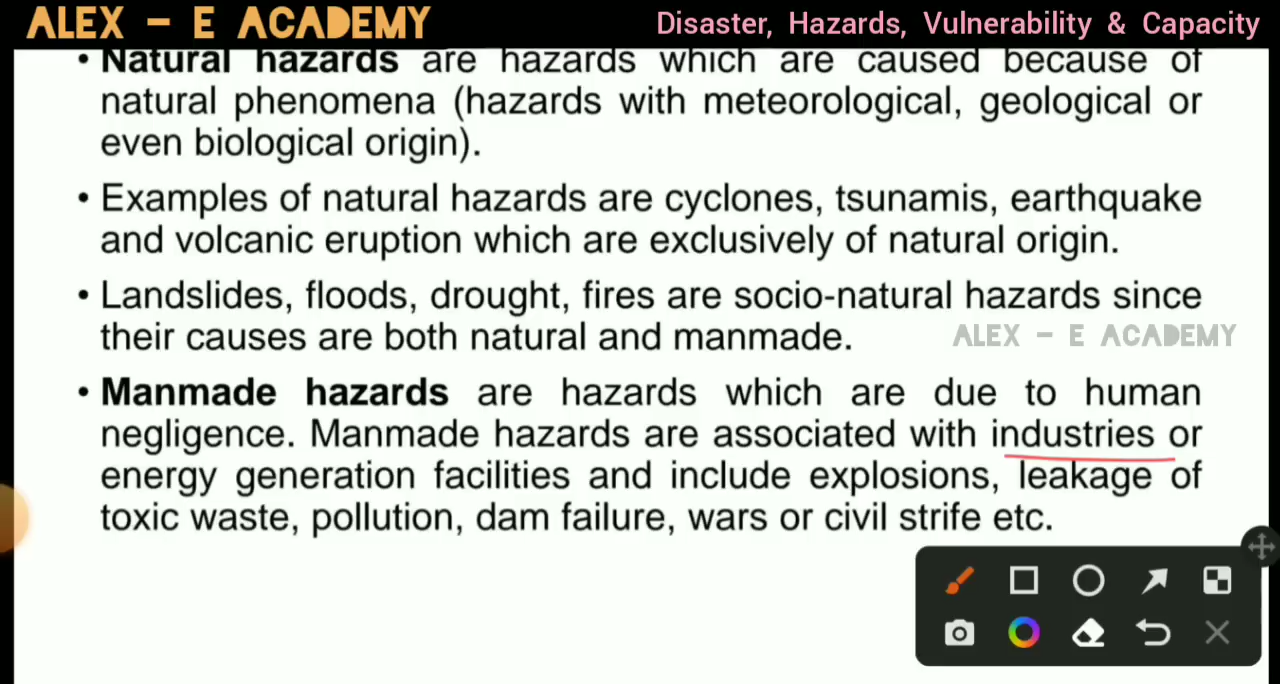 ALEX – E ACADEMY
Disaster, Hazards, Vulnerability & Capacity
• Natural hazards are hazards which are caused because of
natural phenomena (hazards with meteorological, geological or
even biological origin).
• Examples of natural hazards are cyclones, tsunamis, earthquake
and volcanic eruption which are exclusively of natural origin.
• Landslides, floods, drought, fires are socio-natural hazards since
their causes are both natural and manmade.
ALEX – E ACADEMY
• Manmade hazards are hazards which are due to human
negligence. Manmade hazards are associated with industries or
energy generation facilities and include explosions, leakage of
toxic waste, pollution, dam failure, wars or civil strife etc.